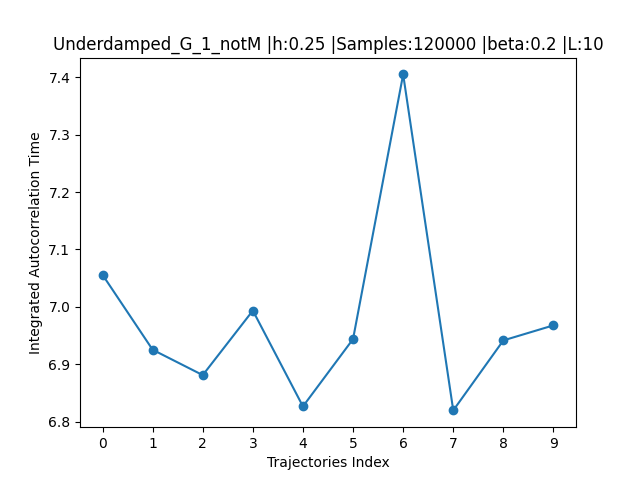 Underdamped_G_1_notM |h:0.25 |Samples:120000 |beta:0.2 |L:10
Integrated Autocorrelation Time
7.4
7.3
7.2
7.1
7.0
6.9
6.8
0 1 2 3 4 5 6 7 8 9
Trajectories Index